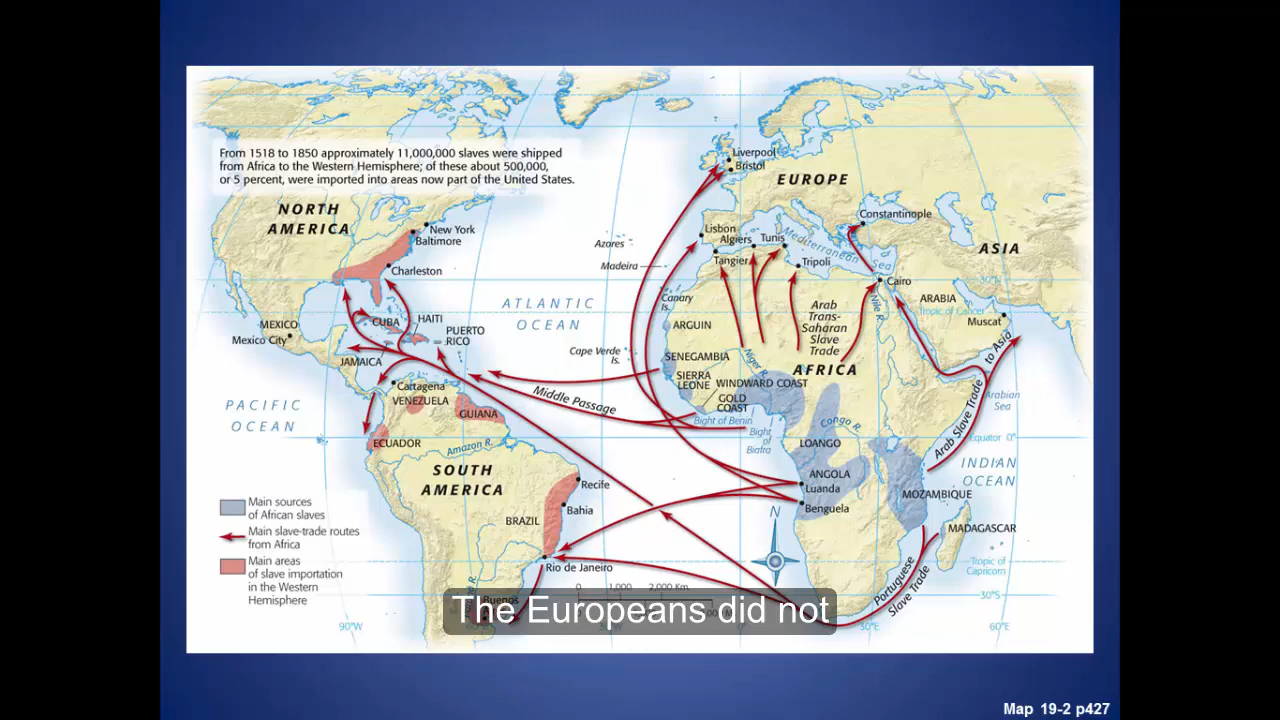 From 1518 to 1850 approximately 11,000,000 slaves were shipped
from Africa to the Western Hemisphere; of these about 500,000,
or 5 percent, were imported into areas now part of the United States.
NORTH
AMERICA
New York
Baltimore
Charleston
MEXICO
Mexico City
CUBA
HAITI
PUERTO
RICO
JAMAICA
Cartagena
VENEZUELA
GUIANA
ECUADOR
Amazon R.
SOUTH
AMERICA
BRAZIL
Recife
Bahia
Rio de Janeiro
Buenos
PACIFIC
OCEAN
ATLANTIC
OCEAN
Azores
Madeira
Canary
Is.
Cape Verde
Is.
Middle Passage
Liverpool
Bristol
EUROPE
Lisbon
Algiers
Tunis
Tangier
Tripoli
Mediterranean
Sea
Constantinople
Cairo
Nile R.
ASIA
ARABIA
Tropic of Cancer
Muscat
30°N
to Asia
Arabian
Sea
Arab Slave Trade
Arab
Trans-
Saharan
Slave
Trade
ARGUIN
SENEGAMBIA
SIERRA
LEONE
WINDWARD COAST
GOLD
COAST
Niger R.
AFRICA
Bight of Benin
Bight
of
Biafra
Congo R.
LOANGO
ANGOLA
Luanda
Benguela
Equator 0°
INDIAN
OCEAN
MOZAMBIQUE
MADAGASCAR
Tropic of
Capricorn
Portuguese
Slave Trade
N
30°S
90°W
30°E
60°E
0
1,000
2,000 Km.
Main sources
of African slaves
Main slave-trade routes
from Africa
Main areas
of slave importation
in the Western
Hemisphere
The Europeans did not
Map 19-2 p427